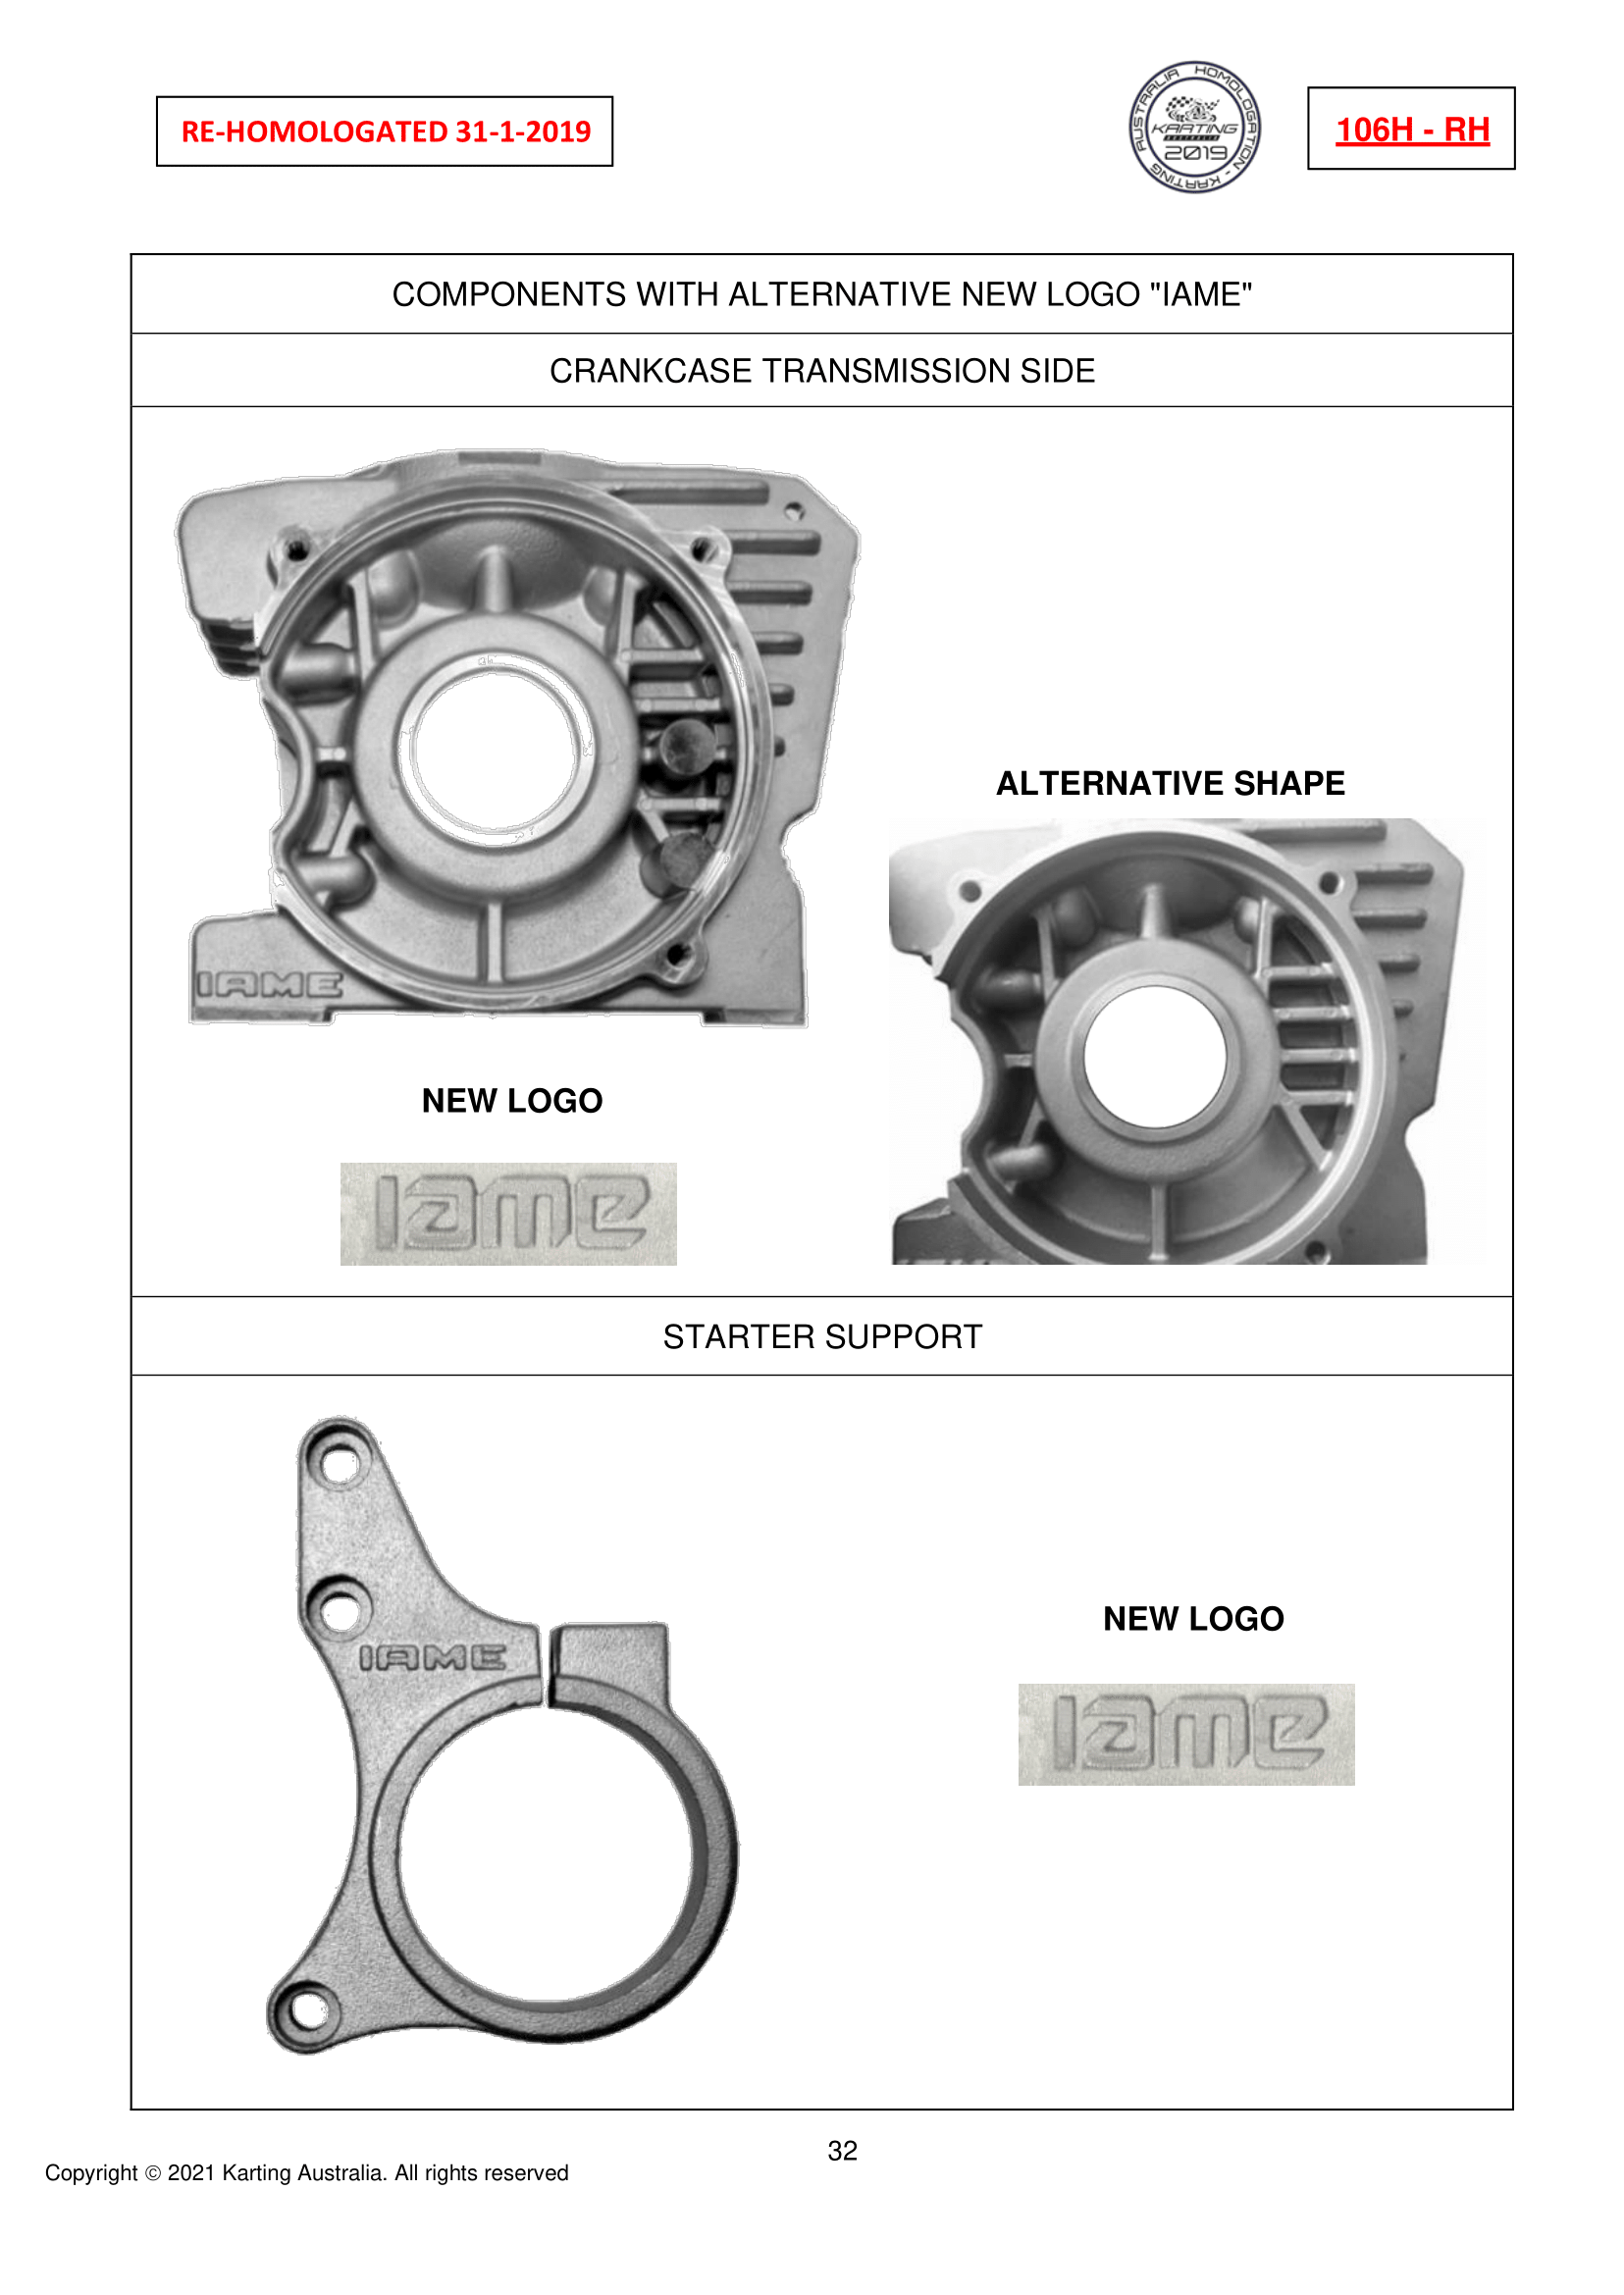 RE-HOMOLOGATED 31-1-2019
AUSTRALIA HOMOLOGATION - KARTING
KARTING
AUSTRALIA
2019
106H - RH
COMPONENTS WITH ALTERNATIVE NEW LOGO "IAME"
CRANKCASE TRANSMISSION SIDE
ALTERNATIVE SHAPE
IAME
NEW LOGO
iame
STARTER SUPPORT
IAME
NEW LOGO
iame
32
Copyright © 2021 Karting Australia. All rights reserved